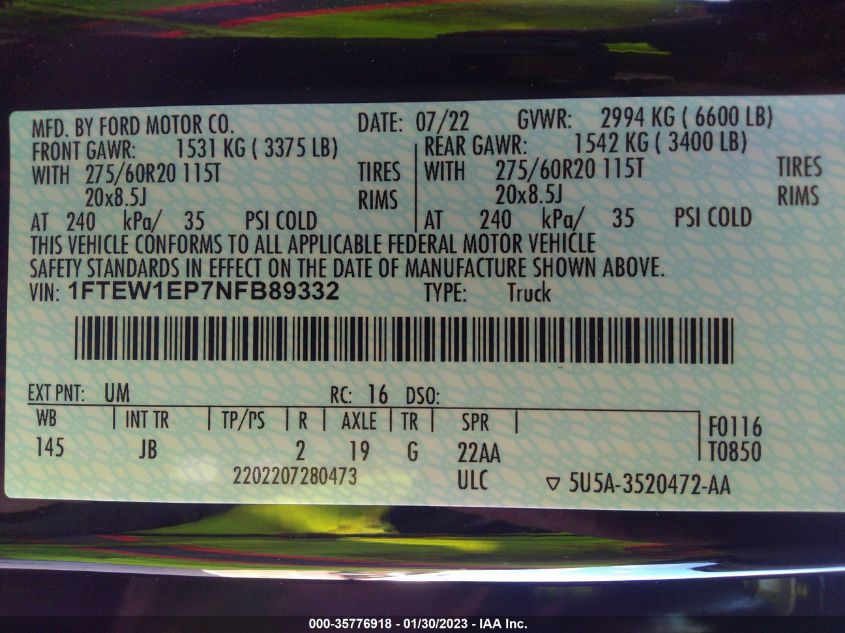 MFD. BY FORD MOTOR CO. DATE: 07/22 GVWR: 2994 KG ( 6600 LB)
FRONT GAWR: 1531 KG ( 3375 LB) REAR GAWR: 1542 KG ( 3400 LB)
WITH 275/60R20 115T TIRES WITH 275/60R20 115T TIRES
20x8.5J RIMS 20x8.5J RIMS
AT 240 kPa/ 35 PSI COLD AT 240 kPa/ 35 PSI COLD
THIS VEHICLE CONFORMS TO ALL APPLICABLE FEDERAL MOTOR VEHICLE
SAFETY STANDARDS IN EFFECT ON THE DATE OF MANUFACTURE SHOWN ABOVE.
VIN: 1FTEW1EP7NFB89332 TYPE: Truck
EXT PNT: UM RC: 16 DSO:
WB INT TR TP/PS R AXLE TR SPR F0116
145 JB 2 19 G 22AA T0850
2202207280473 ULC ▽ 5U5A-3520472-AA
000-35776918 - 01/30/2023 - IAA Inc.